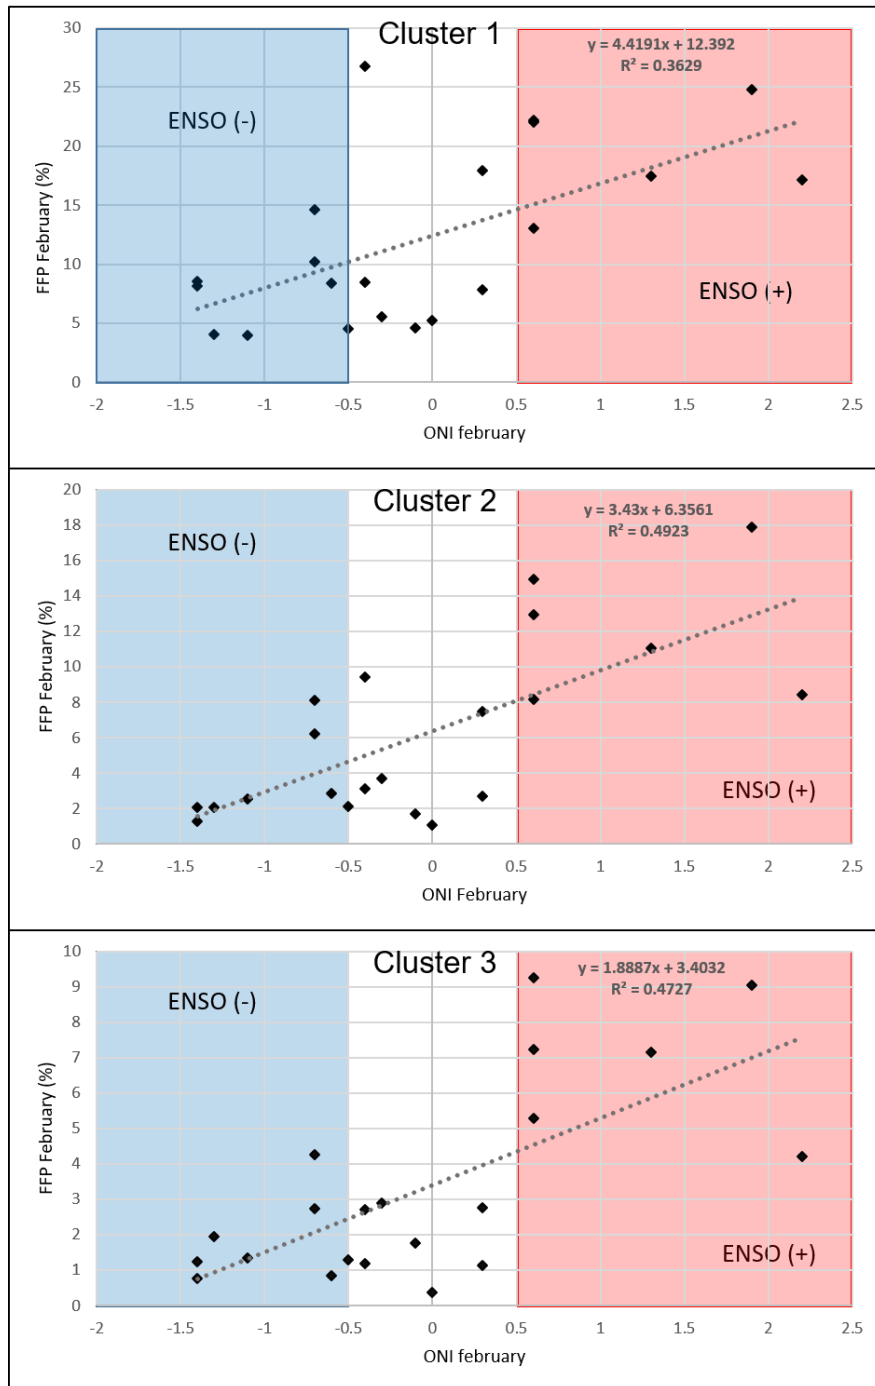 Cluster 1
y = 4.4191x + 12.392
R² = 0.3629
ENSO (-)
ENSO (+)
FFP February (%)
30
25
20
15
10
5
0
-2 -1.5 -1 -0.5 0 0.5 1 1.5 2 2.5
ONI february
Cluster 2
y = 3.43x + 6.3561
R² = 0.4923
ENSO (-)
ENSO (+)
FFP February (%)
20
18
16
14
12
10
8
6
4
2
0
-2 -1.5 -1 -0.5 0 0.5 1 1.5 2 2.5
ONI February
Cluster 3
y = 1.8887x + 3.4032
R² = 0.4727
ENSO (-)
ENSO (+)
FFP February (%)
10
9
8
7
6
5
4
3
2
1
0
-2 -1.5 -1 -0.5 0 0.5 1 1.5 2 2.5
ONI february